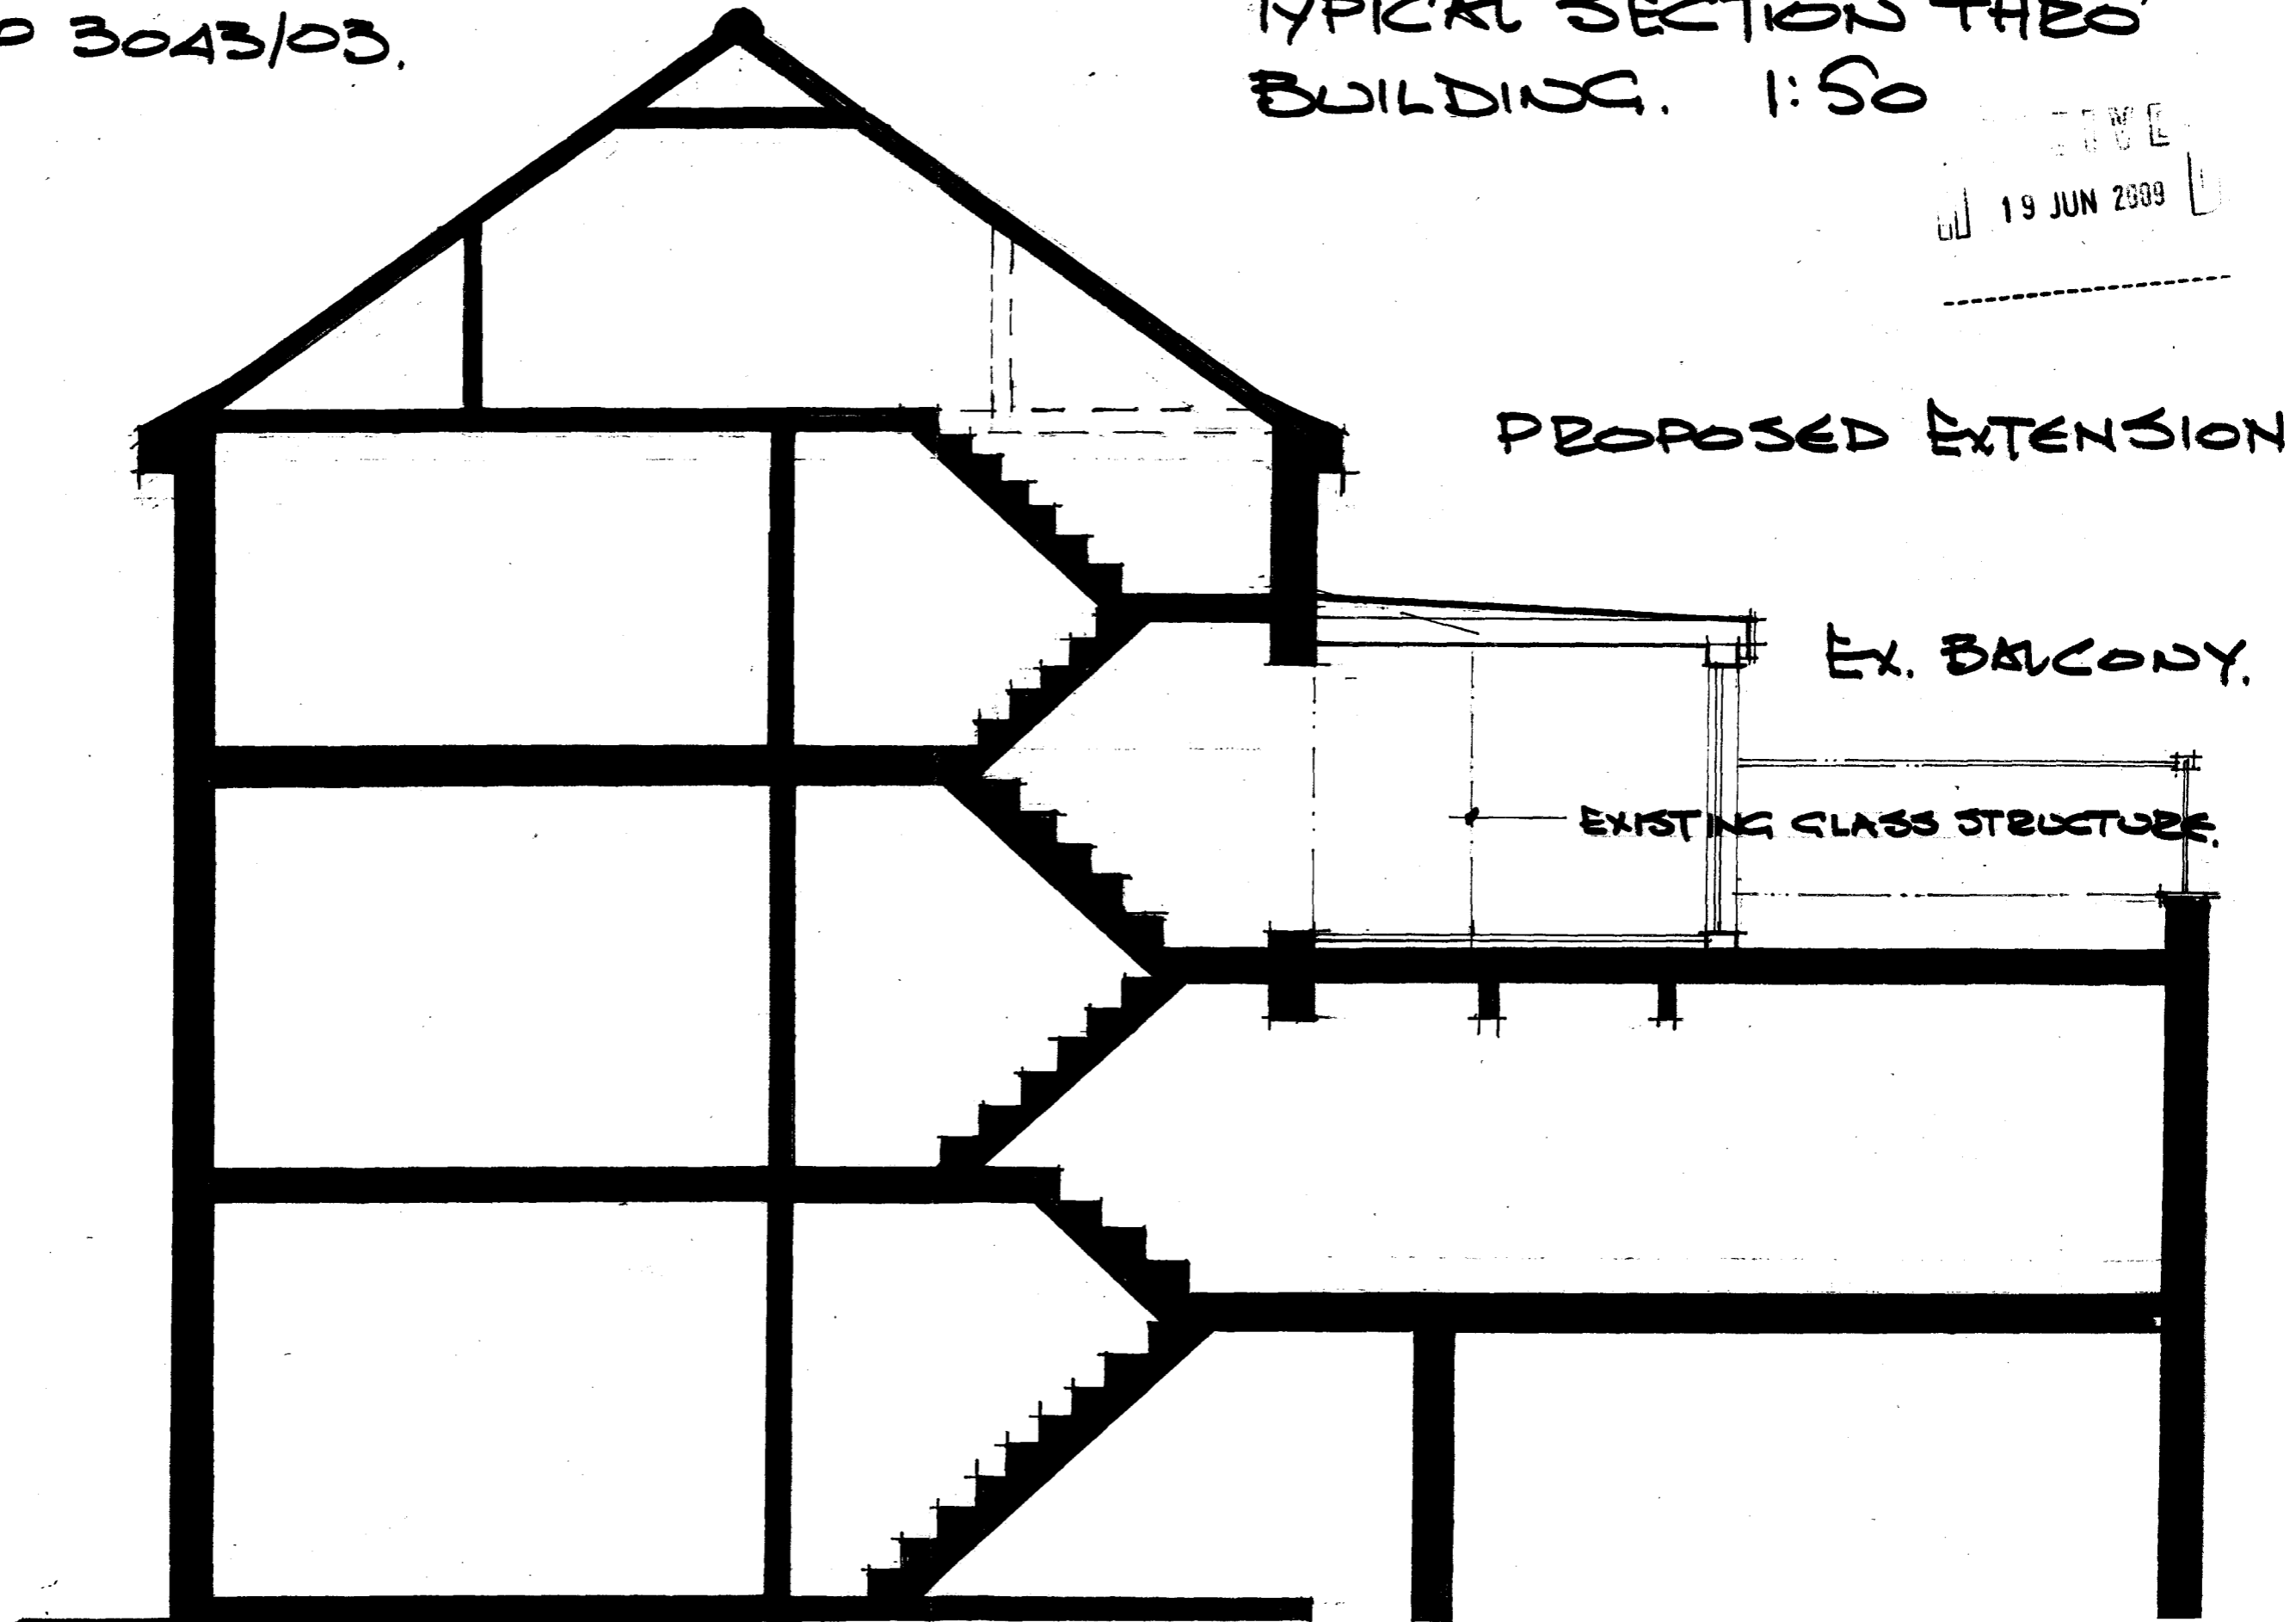 3043/03.
TYPICAL SECTION THRO'
BUILDING. 1:50
19 JUN 2009
PROPOSED EXTENSION
EX. BALCONY.
EXISTING GLASS STRUCTURE.